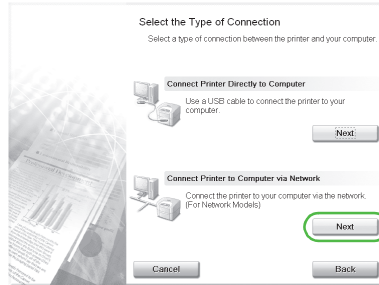 Select the Type of Connection
Select a type of connection between the printer and your computer.
Connect Printer Directly to Computer
Use a USB cable to connect the printer to your
computer.
Next
Connect Printer to Computer via Network
Connect the printer to your computer via the network.
(For Network Models)
Next
Cancel
Back